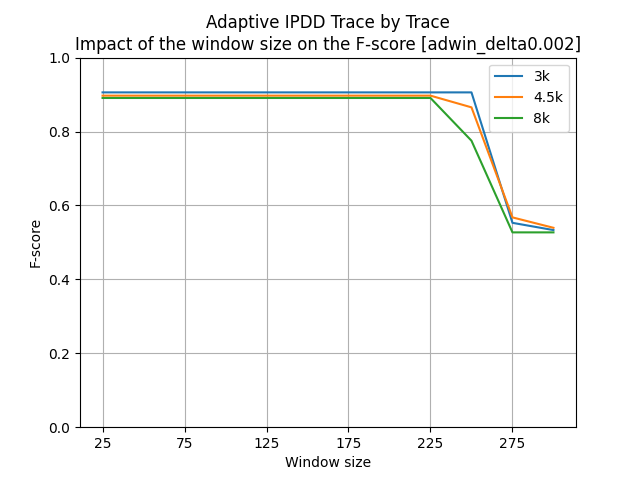 Adaptive IPDD Trace by Trace
Impact of the window size on the F-score [adwin_delta0.002]
1.0
0.8
0.6
0.4
0.2
0.0
F-score
3k
4.5k
8k
25 75 125 175 225 275
Window size